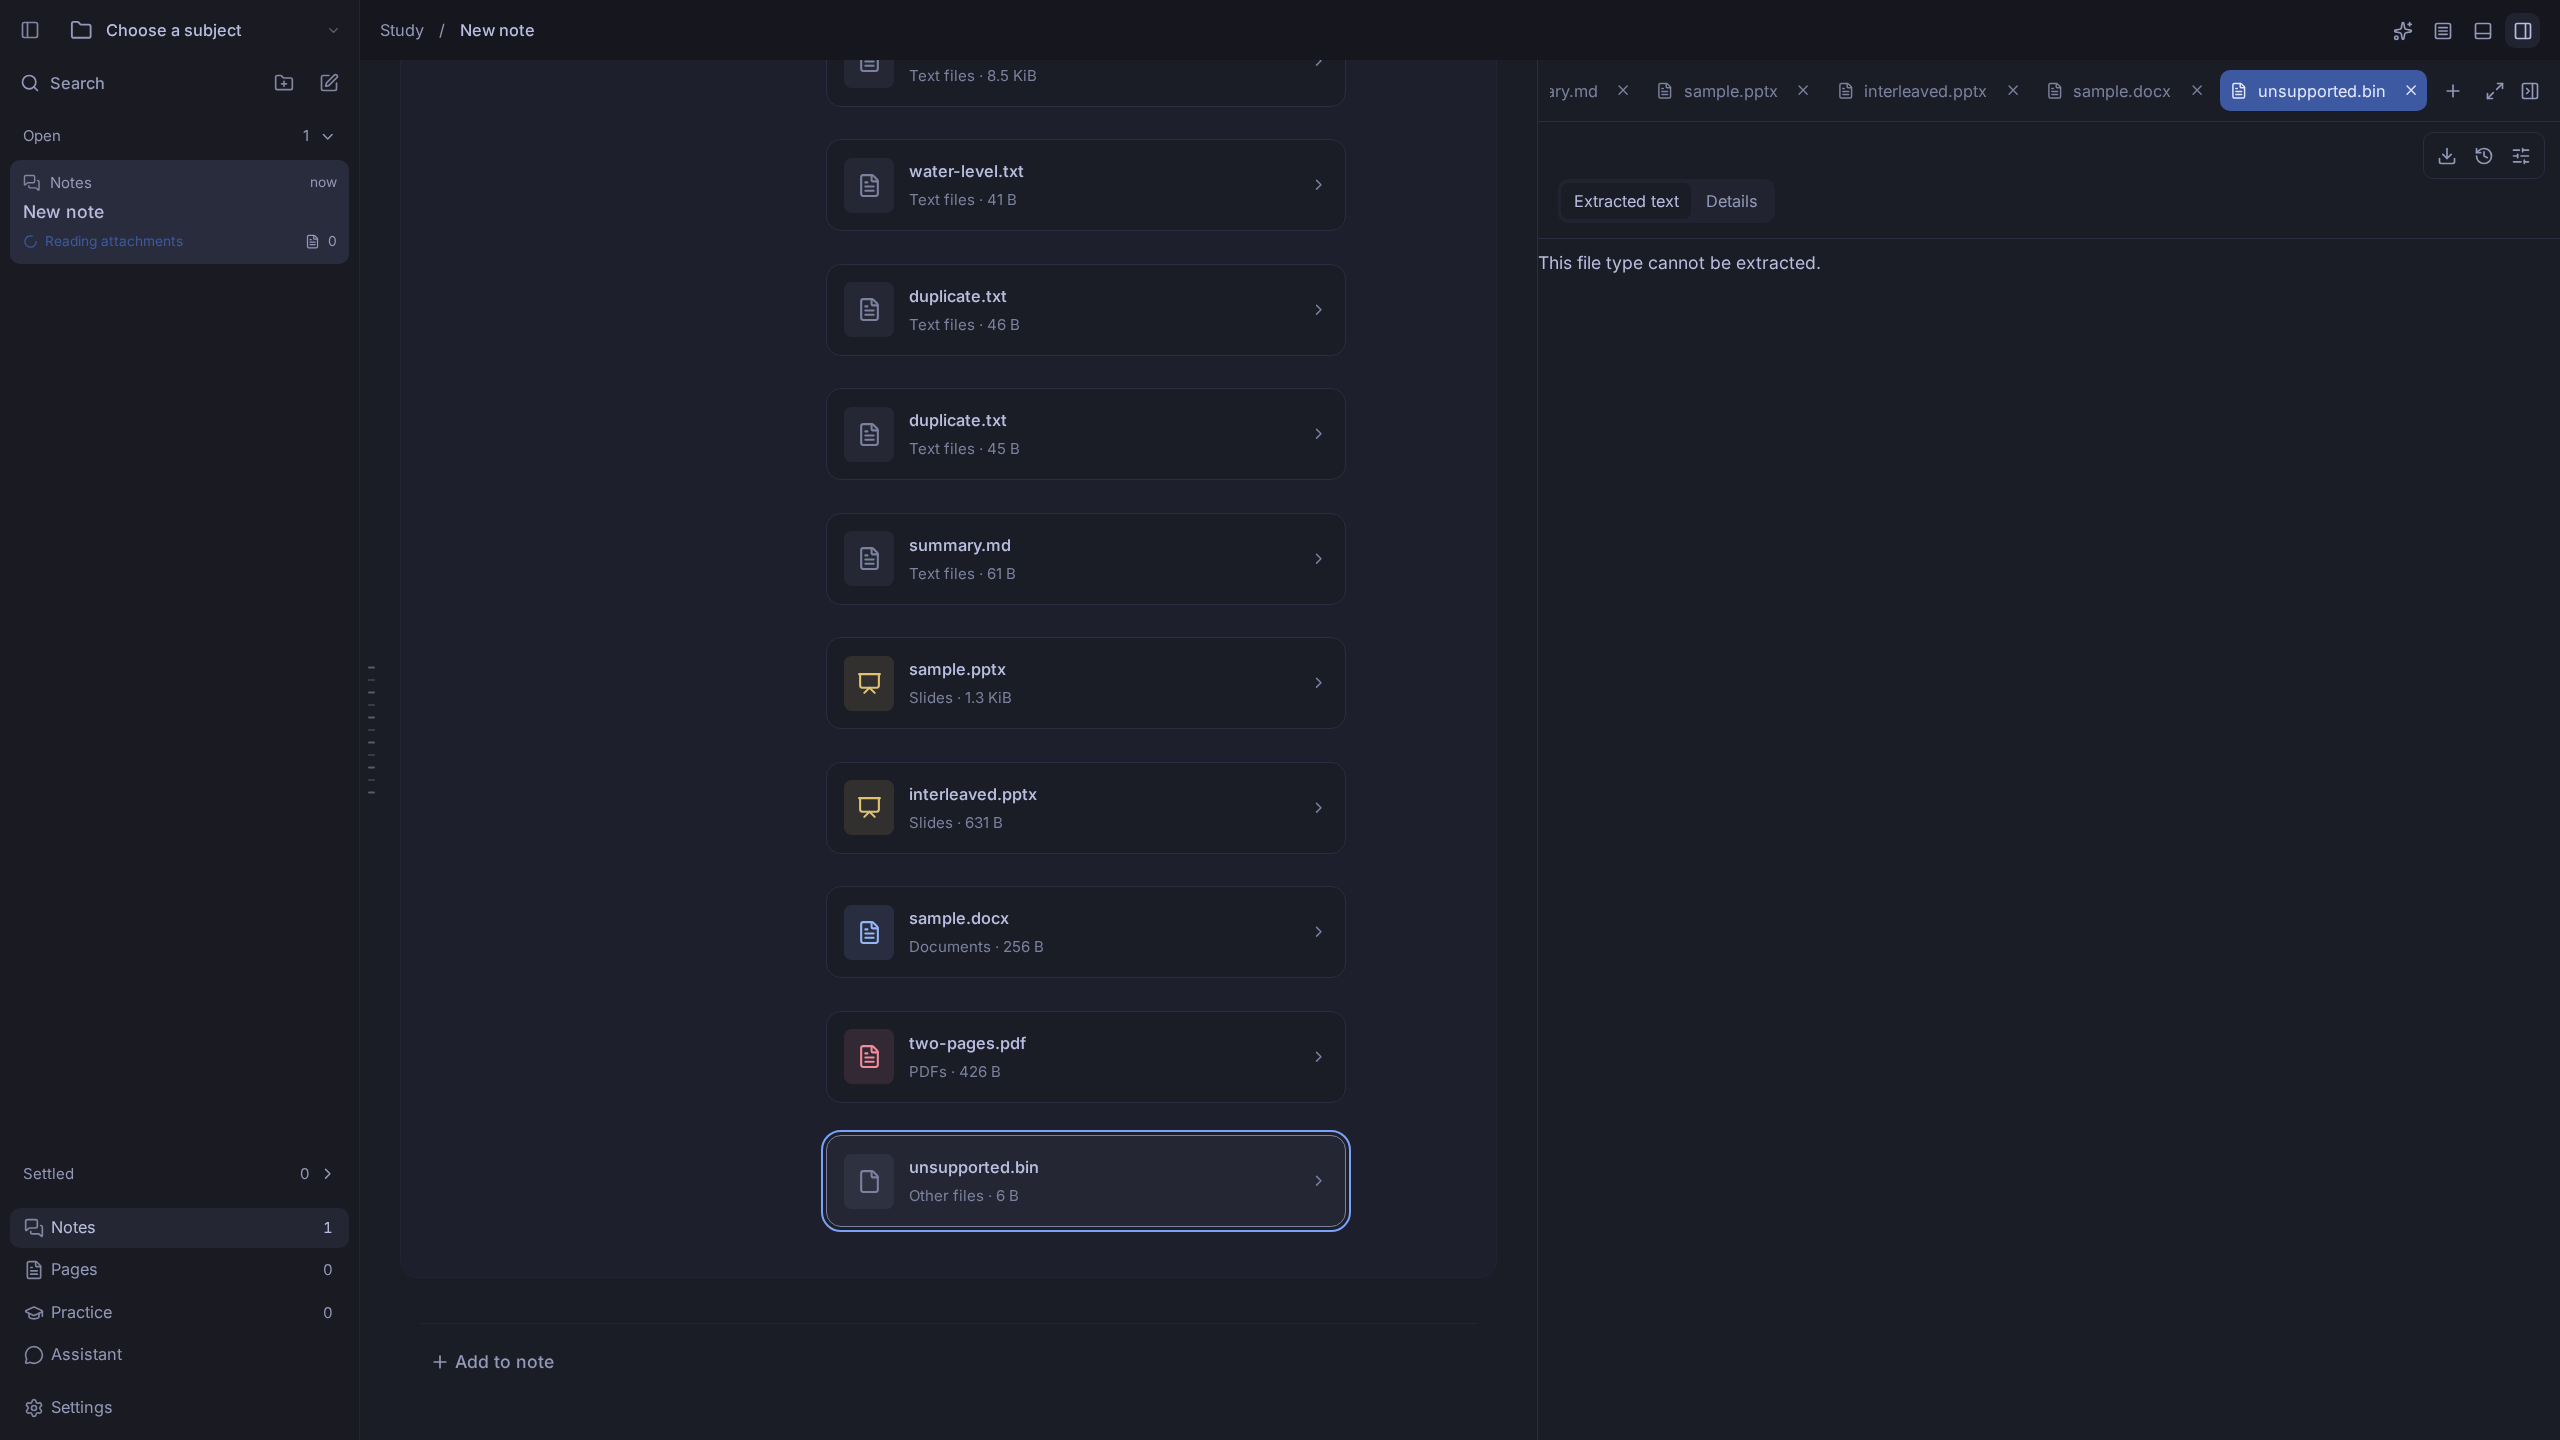 Choose a subject
Search
Open 1
Notes now
New note
Reading attachments 0
Settled 0
Notes 1
Pages 0
Practice 0
Assistant
Settings
Study / New note
Text files · 8.5 KiB
water-level.txt
Text files · 41 B
duplicate.txt
Text files · 46 B
duplicate.txt
Text files · 45 B
summary.md
Text files · 61 B
sample.pptx
Slides · 1.3 KiB
interleaved.pptx
Slides · 631 B
sample.docx
Documents · 256 B
two-pages.pdf
PDFs · 426 B
unsupported.bin
Other files · 6 B
Add to note
ary.md sample.pptx interleaved.pptx sample.docx unsupported.bin
Extracted text Details
This file type cannot be extracted.